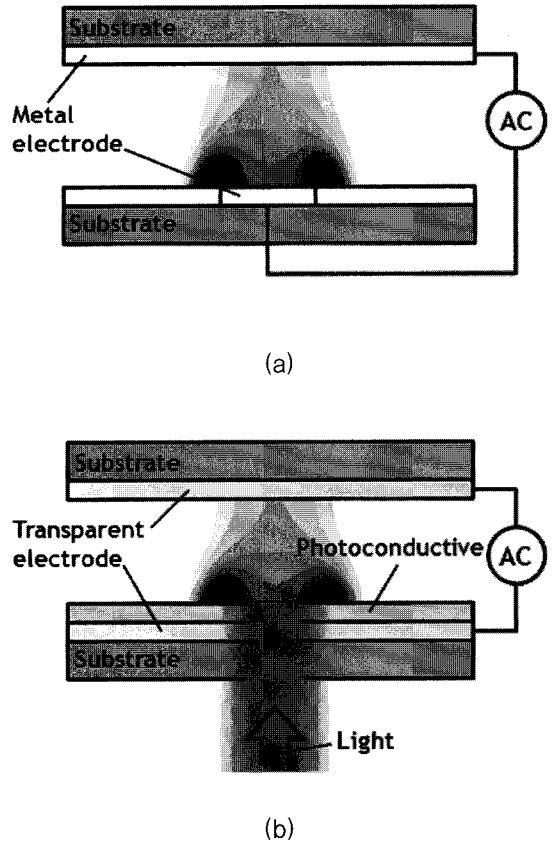 Substrate
Metal
electrode
AC
Substrate
(a)
Substrate
Transparent
electrode
Photoconductive
AC
Substrate
Light
(b)